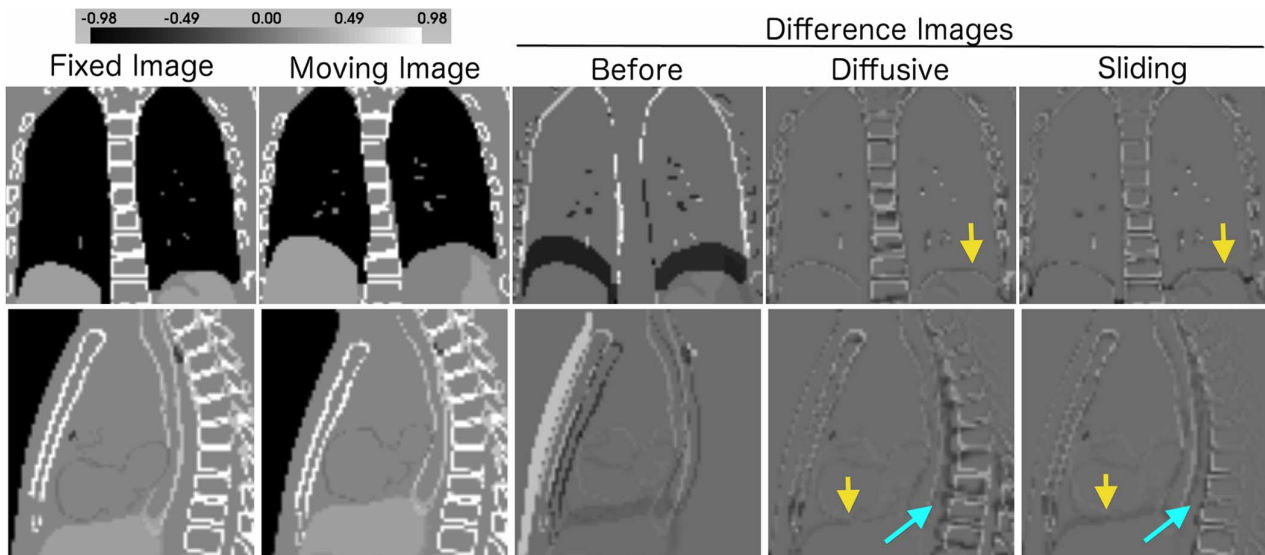 -0.98 -0.49 0.00 0.49 0.98
Difference Images
Fixed Image Moving Image Before Diffusive Sliding